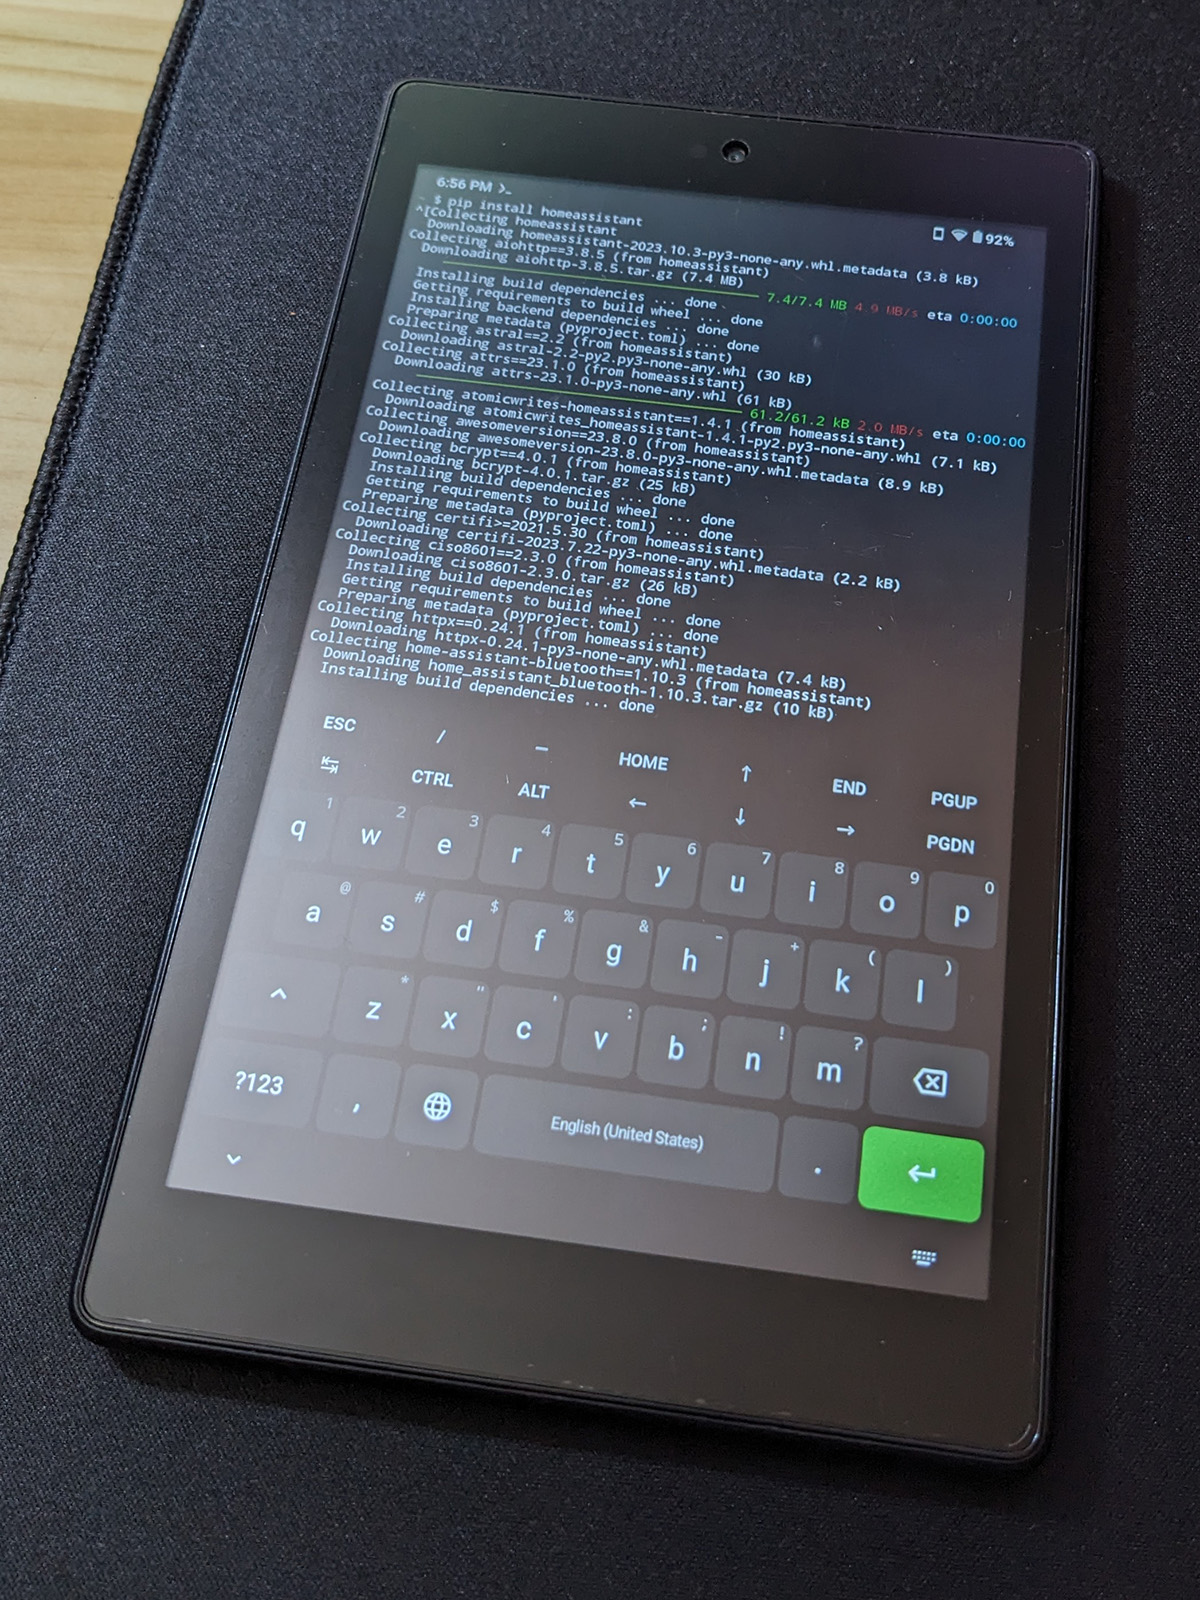 6:56 PM >_
92%
~ $ pip install homeassistant
^[Collecting homeassistant
Downloading homeassistant-2023.10.3-py3-none-any.whl.metadata (3.8 kB)
Collecting aiohttp==3.8.5 (from homeassistant)
Downloading aiohttp-3.8.5.tar.gz (7.4 MB)
7.4/7.4 MB 4.9 MB/s eta 0:00:00
Installing build dependencies ... done
Getting requirements to build wheel ... done
Installing backend dependencies ... done
Preparing metadata (pyproject.toml) ... done
Collecting astral==2.2 (from homeassistant)
Downloading astral-2.2-py2.py3-none-any.whl (30 kB)
Collecting attrs==23.1.0 (from homeassistant)
Downloading attrs-23.1.0-py3-none-any.whl (61 kB)
61.2/61.2 kB 2.0 MB/s eta 0:00:00
Collecting atomicwrites-homeassistant==1.4.1 (from homeassistant)
Downloading atomicwrites_homeassistant-1.4.1-py2.py3-none-any.whl (7.1 kB)
Collecting awesomeversion==23.8.0 (from homeassistant)
Downloading awesomeversion-23.8.0-py3-none-any.whl.metadata (8.9 kB)
Collecting bcrypt==4.0.1 (from homeassistant)
Downloading bcrypt-4.0.1.tar.gz (25 kB)
Installing build dependencies ... done
Getting requirements to build wheel ... done
Preparing metadata (pyproject.toml) ... done
Collecting certifi>=2021.5.30 (from homeassistant)
Downloading certifi-2023.7.22-py3-none-any.whl.metadata (2.2 kB)
Collecting ciso8601==2.3.0 (from homeassistant)
Downloading ciso8601-2.3.0.tar.gz (26 kB)
Installing build dependencies ... done
Getting requirements to build wheel ... done
Preparing metadata (pyproject.toml) ... done
Collecting httpx==0.24.1 (from homeassistant)
Downloading httpx-0.24.1-py3-none-any.whl.metadata (7.4 kB)
Collecting home-assistant-bluetooth==1.10.3 (from homeassistant)
Downloading home_assistant_bluetooth-1.10.3.tar.gz (10 kB)
Installing build dependencies ... done
ESC / – HOME ↑ END PGUP
↹ CTRL ALT ← ↓ → PGDN
1 2 3 4 5 6 7 8 9 0
q w e r t y u i o p
@ # $ % & - + ( )
a s d f g h j k l
* " ' : ; ! ?
z x c v b n m
?123 , English (United States) .